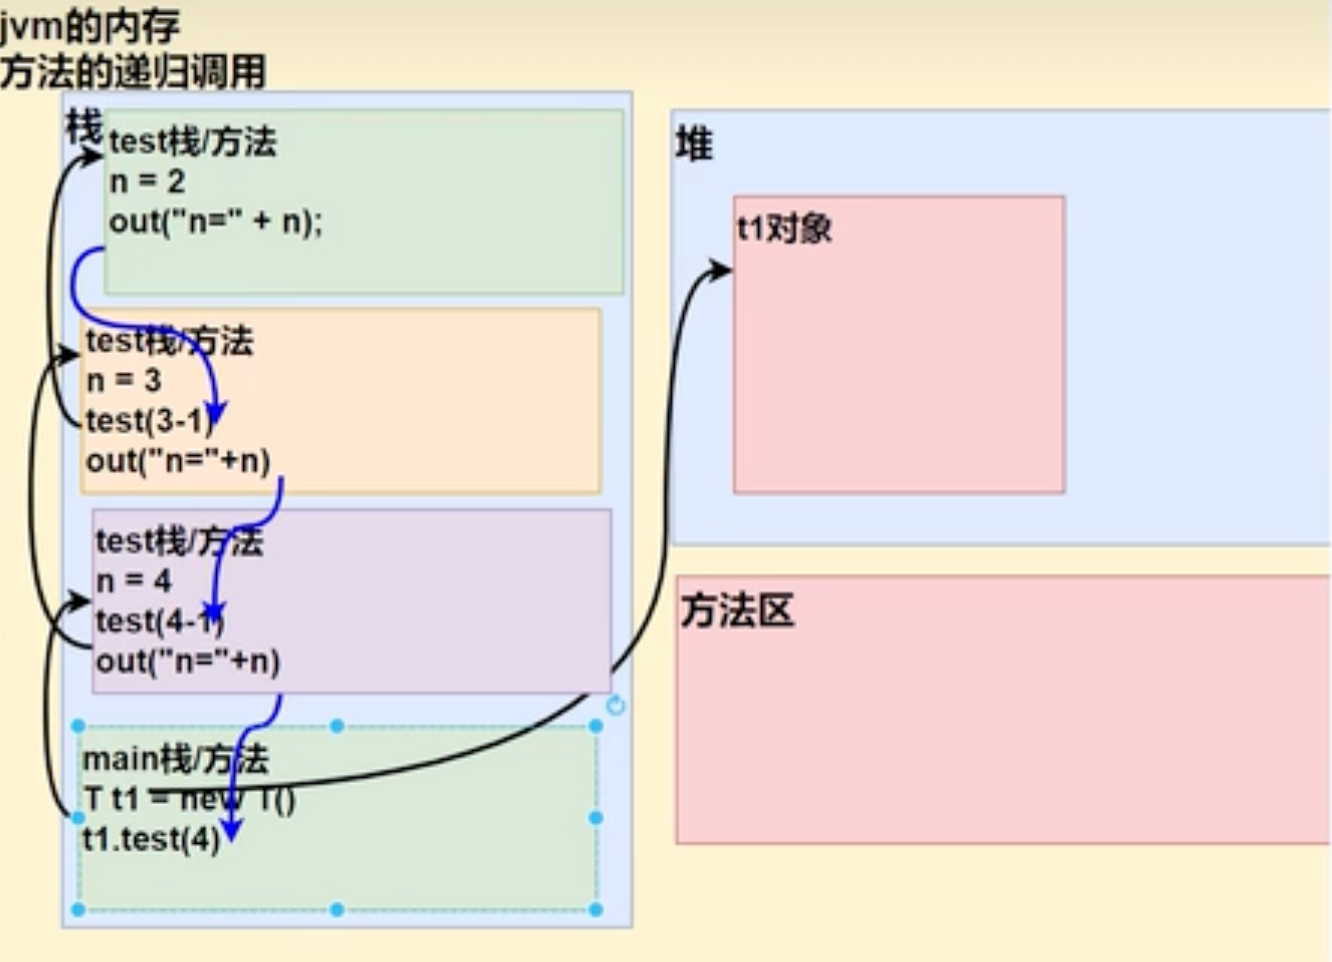 jvm的内存
方法的递归调用
栈
test栈/方法
n = 2
out("n=" + n);
test栈/方法
n = 3
test(3-1)
out("n="+n)
test栈/方法
n = 4
test(4-1)
out("n="+n)
main栈/方法
T t1 = new T()
t1.test(4)
堆
t1对象
方法区